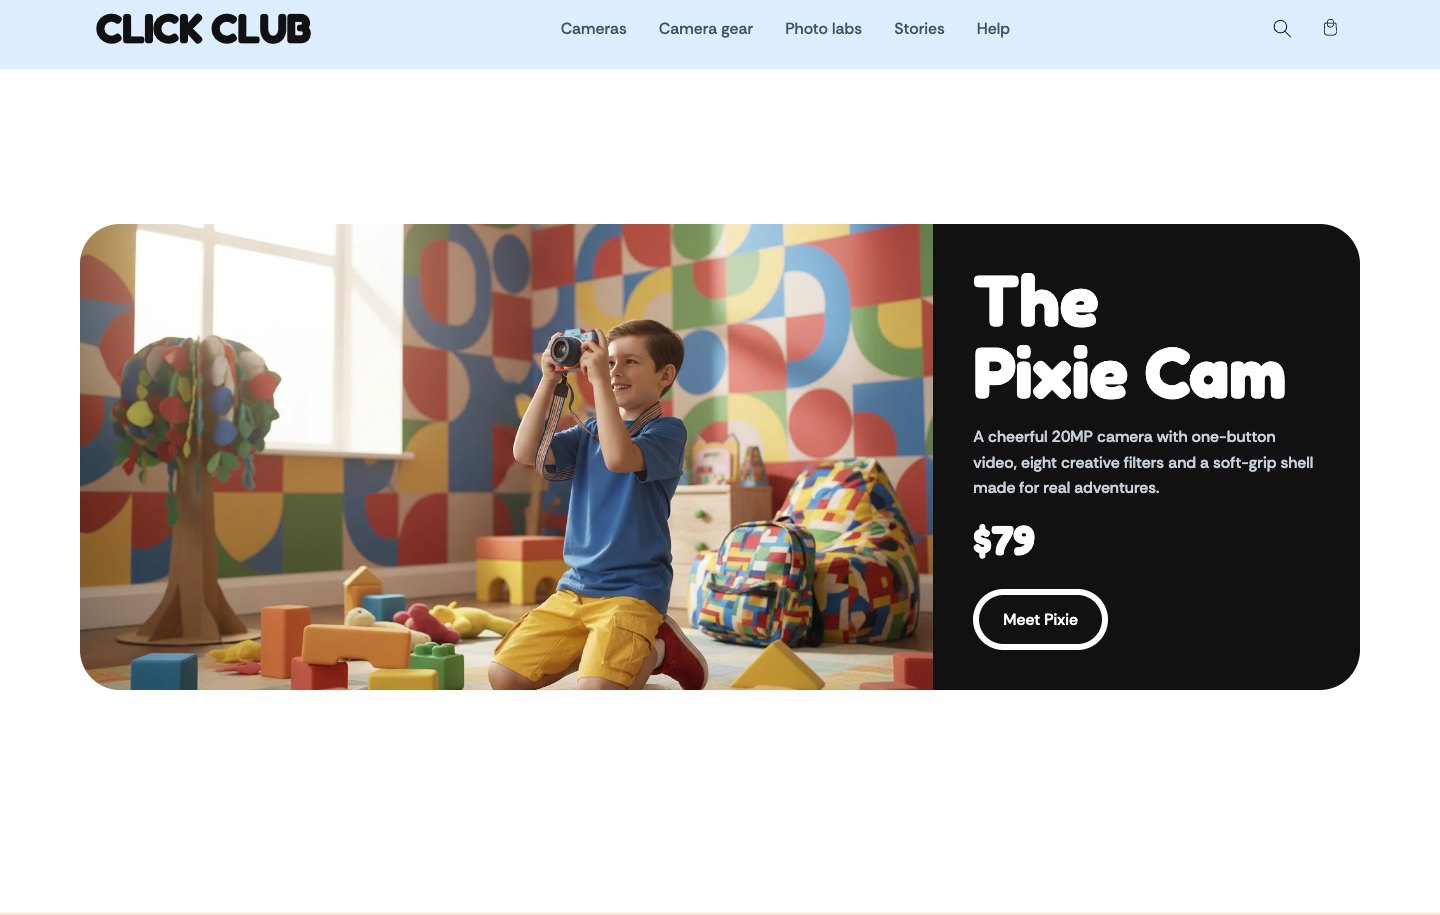 CLICK CLUB
Cameras
Camera gear
Photo labs
Stories
Help
The
Pixie Cam
A cheerful 20MP camera with one-button
video, eight creative filters and a soft-grip shell
made for real adventures.
$79
Meet Pixie